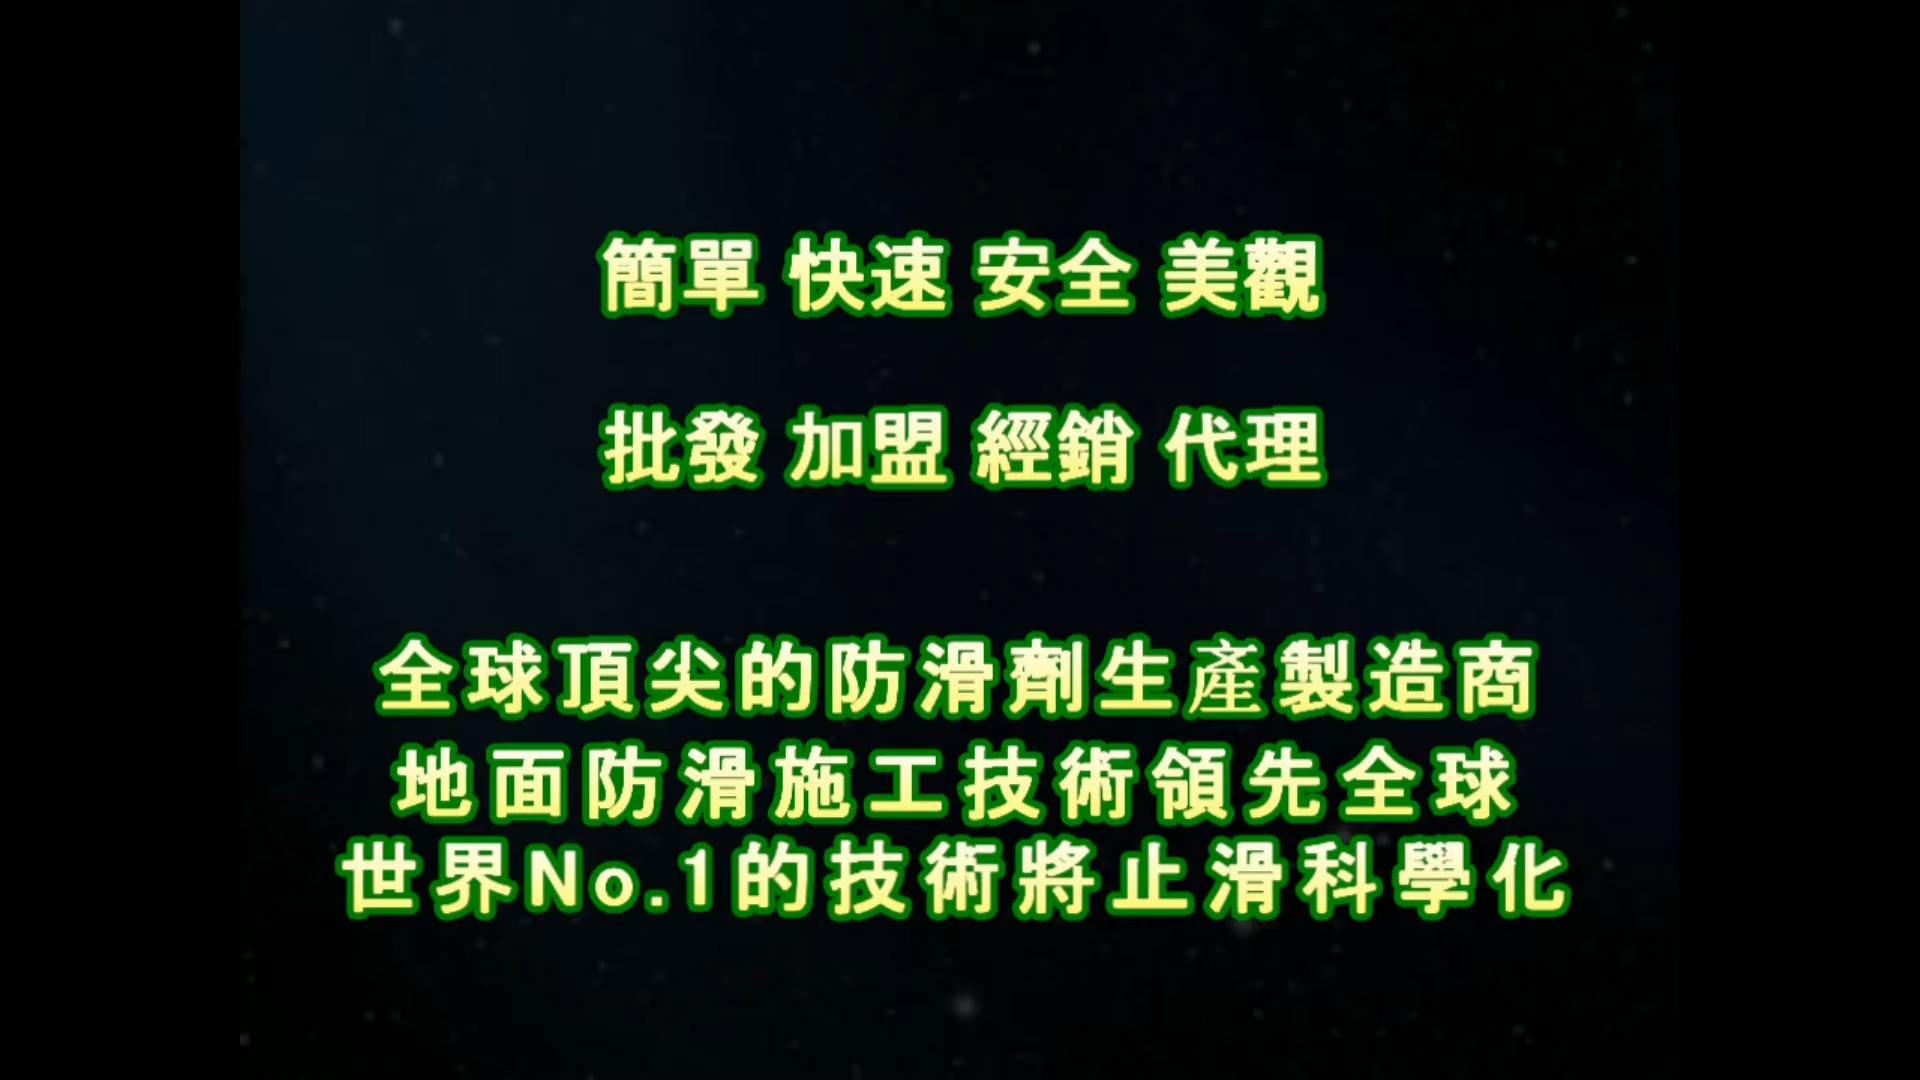 簡單 快速 安全 美觀
批發 加盟 經銷 代理
全球頂尖的防滑劑生產製造商
地面防滑施工技術領先全球
世界No.1的技術將止滑科學化